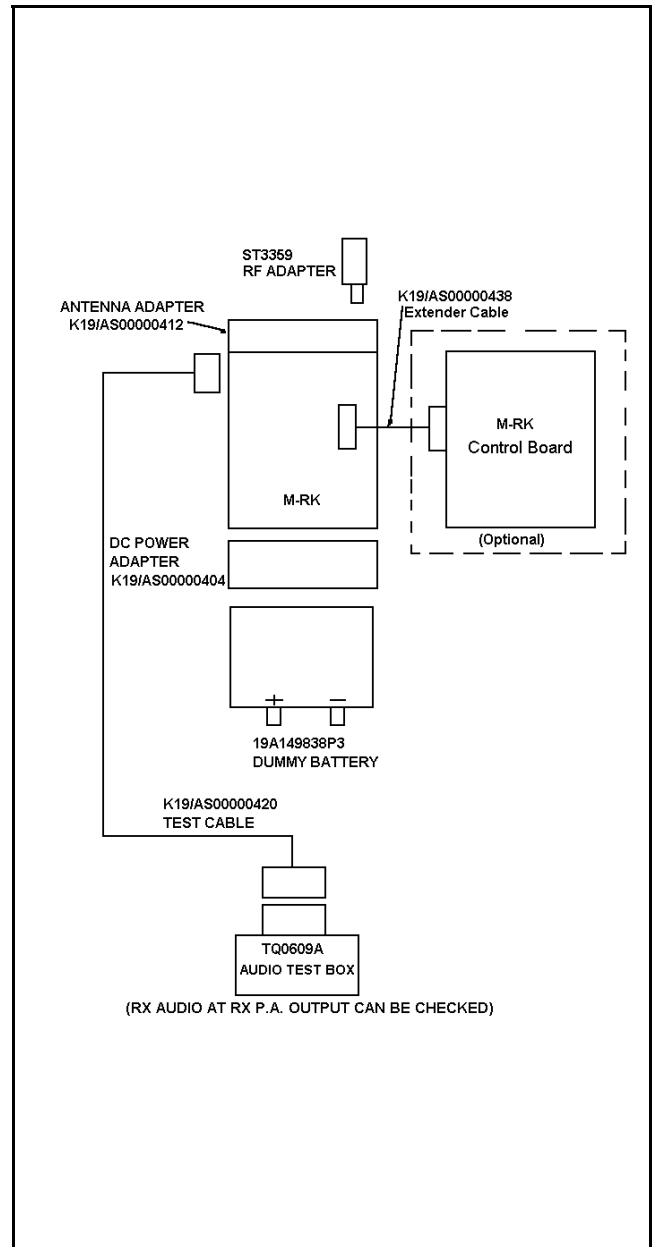 ST3359
RF ADAPTER
ANTENNA ADAPTER
K19/AS00000412
K19/AS00000438
Extender Cable
M-RK
Control Board
M-RK
(Optional)
DC POWER
ADAPTER
K19/AS00000404
+ −
19A149838P3
DUMMY BATTERY
K19/AS00000420
TEST CABLE
TQ0609A
AUDIO TEST BOX
(RX AUDIO AT RX P.A. OUTPUT CAN BE CHECKED)